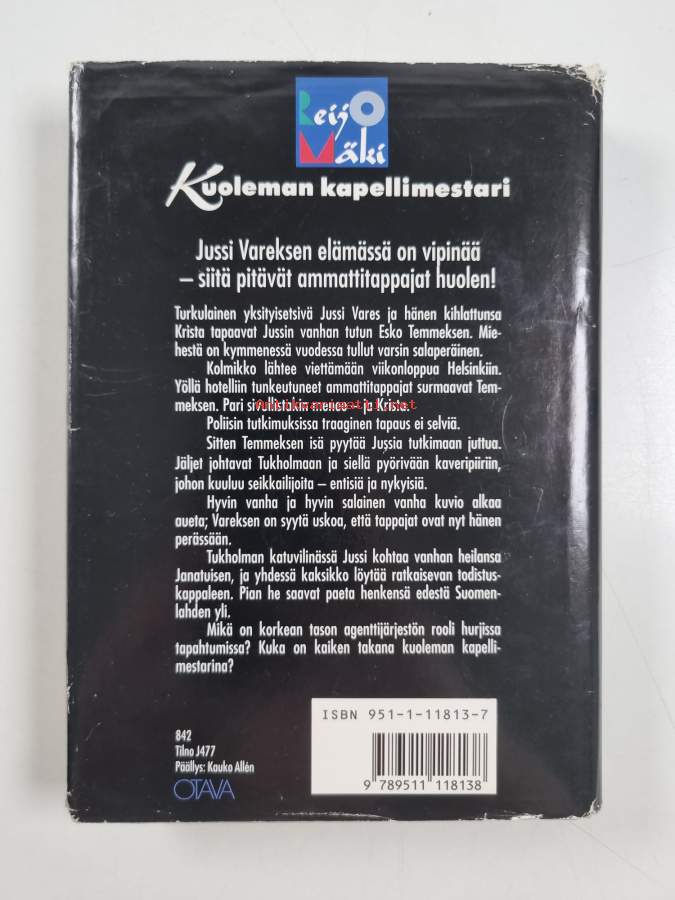 Reijo
Mäki
Kuoleman kapellimestari
Jussi Vareksen elämässä on vipinää
– siitä pitävät ammattitappajat huolen!
Turkulainen yksityisetsivä Jussi Vares ja hänen kihlattunsa
Krista tapaavat Jussin vanhan tutun Esko Temmeksen. Mie-
hestä on kymmenessä vuodessa tullut varsin salaperäinen.
Kolmikko lähtee viettämään viikonloppua Helsinkiin.
Yöllä hotelliin tunkeutuneet ammattitappajat surmaavat Tem-
meksen. Pari sivullistakin menee – ja Krista.
Antikvariaatti.net
Poliisin tutkimuksissa traaginen tapaus ei selviä.
Sitten Temmeksen isä pyytää Jussia tutkimaan juttua.
Jäljet johtavat Tukholmaan ja siellä pyörivään kaveripiiriin,
johon kuuluu seikkailijoita – entisiä ja nykyisiä.
Hyvin vanha ja hyvin salainen vanha kuvio alkaa
aueta; Vareksen on syytä uskoa, että tappajat ovat nyt hänen
perässään.
Tukholman katuvilinässä Jussi kohtaa vanhan heilansa
Janatuisen, ja yhdessä kaksikko löytää ratkaisevan todistus-
kappaleen. Pian he saavat paeta henkensä edestä Suomen-
lahden yli.
Mikä on korkean tason agenttijärjestön rooli hurjissa
tapahtumissa? Kuka on kaiken takana kuoleman kapelli-
mestarina?
ISBN 951-1-11813-7
842
Tilno J477
Päällys: Kauko Allén
OTAVA
9 789511 118138